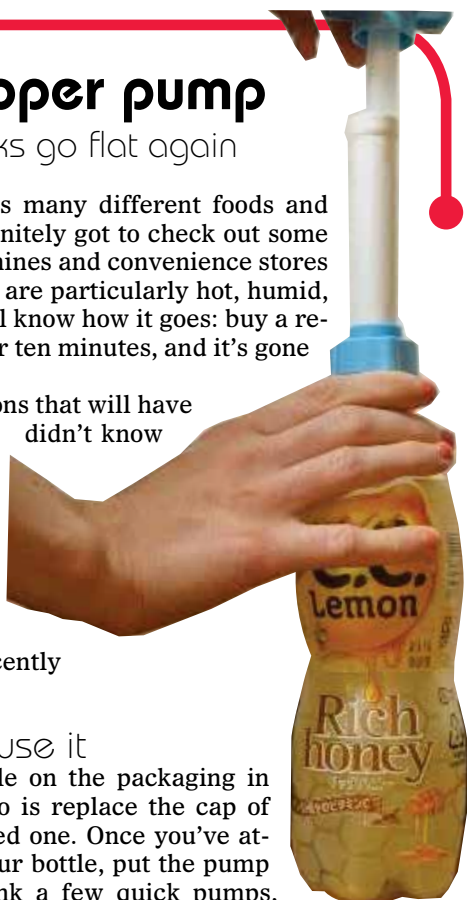 pper pump
ks go flat again
s many different foods and
nitely got to check out some
hines and convenience stores
are particularly hot, humid,
l know how it goes: buy a re-
r ten minutes, and it's gone
ons that will have
didn't know
cently
use it
le on the packaging in
o is replace the cap of
ed one. Once you've at-
ur bottle, put the pump
nk a few quick pumps.
C.C.
Lemon
Rich
honey